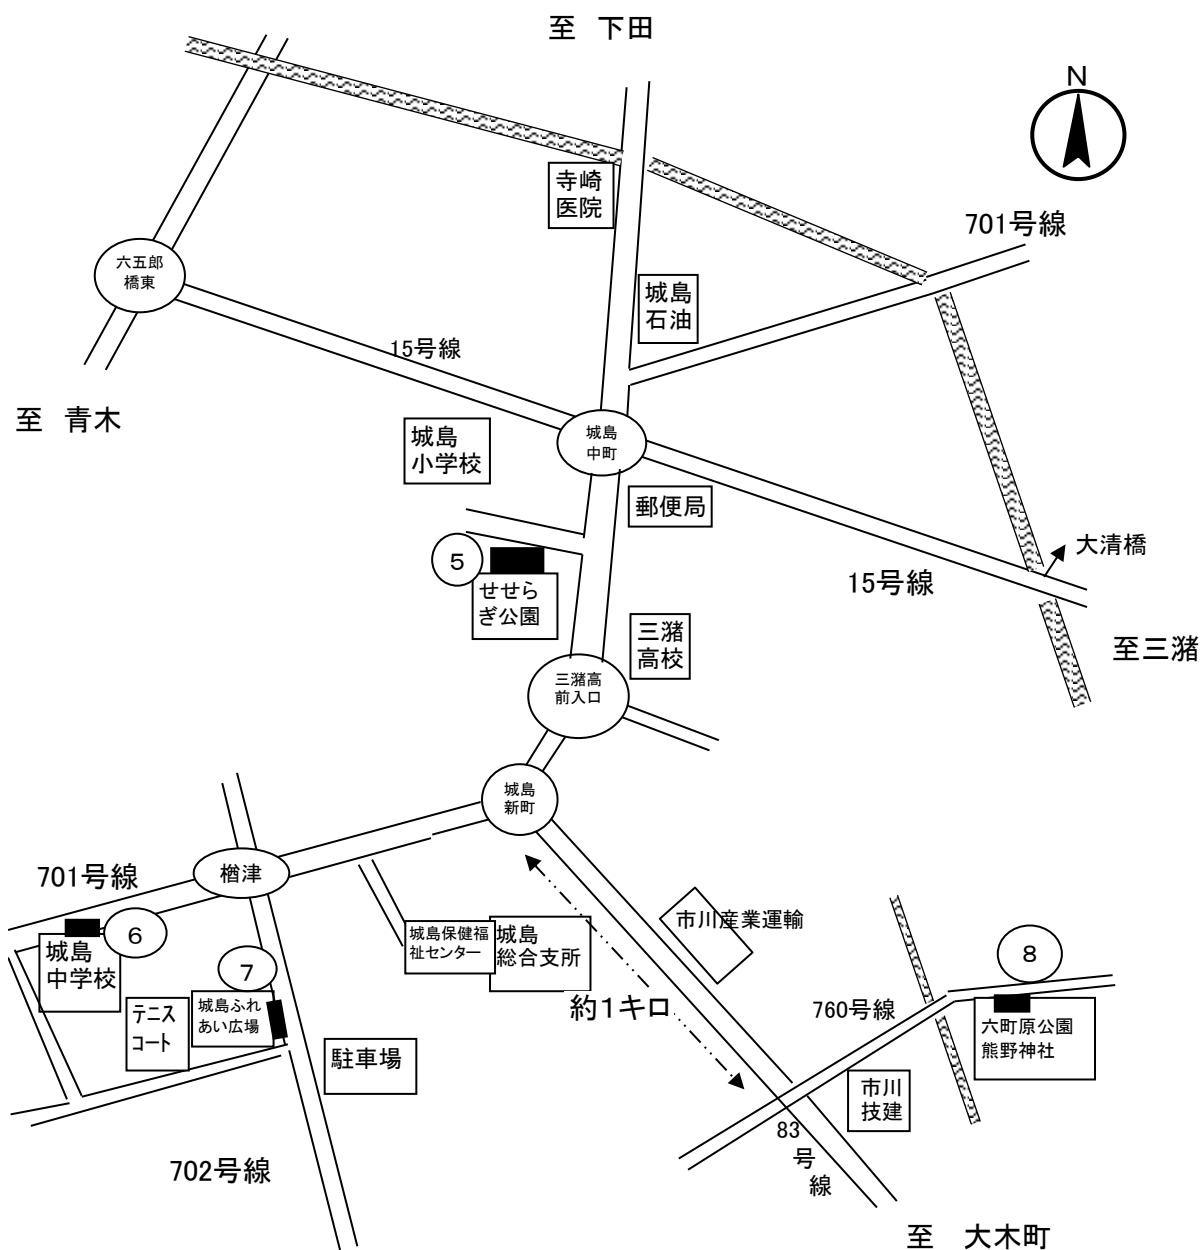 至 下田
N
寺崎
医院
701号線
六五郎
橋東
城島
石油
15号線
至 青木
城島
小学校
城島
中町
郵便局
大清橋
5
せせら
ぎ公園
15号線
三潴
高校
至三潴
三潴高
前入口
城島
新町
701号線
楢津
市川産業運輸
6
城島
中学校
城島保健福
祉センター
城島
総合支所
8
7
テニス
コート
城島ふれ
あい広場
約1キロ
760号線
六町原公園
熊野神社
駐車場
市川
技建
83
号
線
702号線
至 大木町